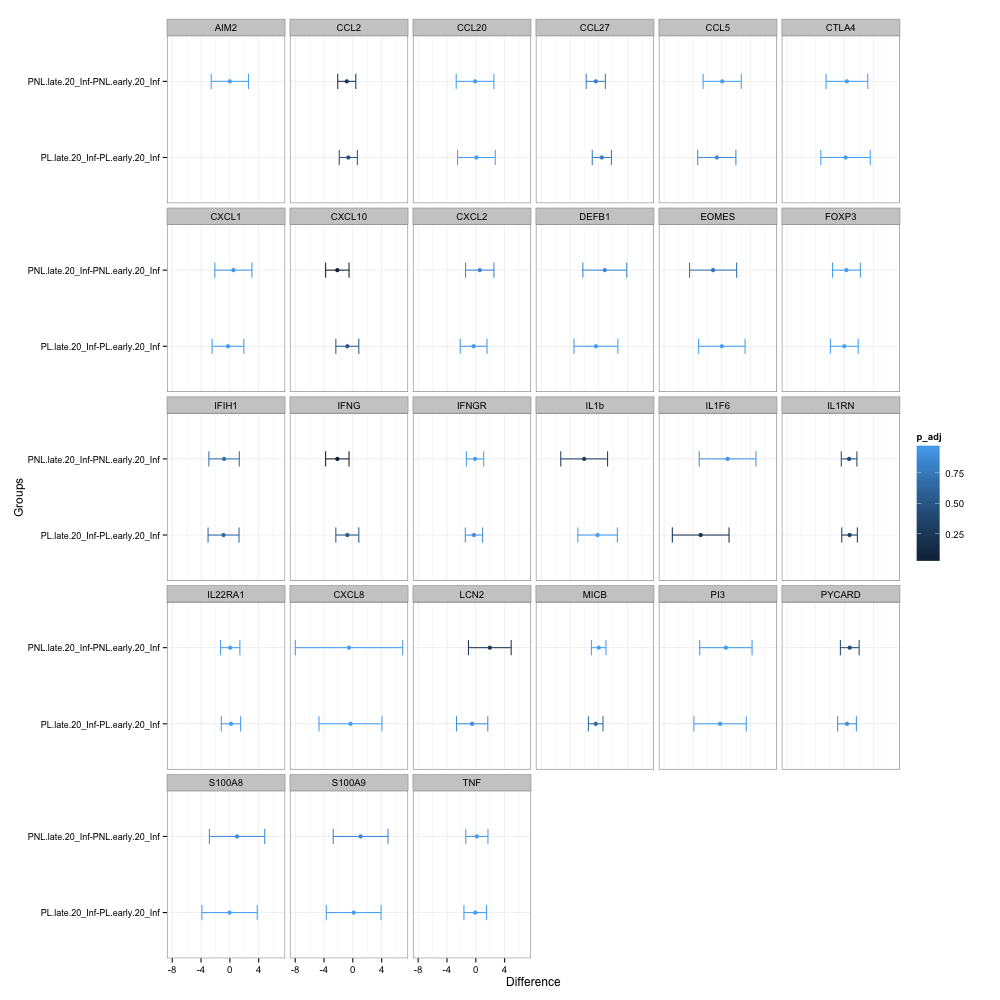 AIM2 CCL2 CCL20 CCL27 CCL5 CTLA4
PNL.late.20_Inf-PNL.early.20_Inf
PL.late.20_Inf-PL.early.20_Inf
CXCL1 CXCL10 CXCL2 DEFB1 EOMES FOXP3
PNL.late.20_Inf-PNL.early.20_Inf
PL.late.20_Inf-PL.early.20_Inf
IFIH1 IFNG IFNGR IL1b IL1F6 IL1RN
PNL.late.20_Inf-PNL.early.20_Inf
PL.late.20_Inf-PL.early.20_Inf
IL22RA1 CXCL8 LCN2 MICB PI3 PYCARD
PNL.late.20_Inf-PNL.early.20_Inf
PL.late.20_Inf-PL.early.20_Inf
S100A8 S100A9 TNF
PNL.late.20_Inf-PNL.early.20_Inf
PL.late.20_Inf-PL.early.20_Inf
-8 -4 0 4 -8 -4 0 4 -8 -4 0 4
Difference
Groups
p_adj
0.75
0.50
0.25